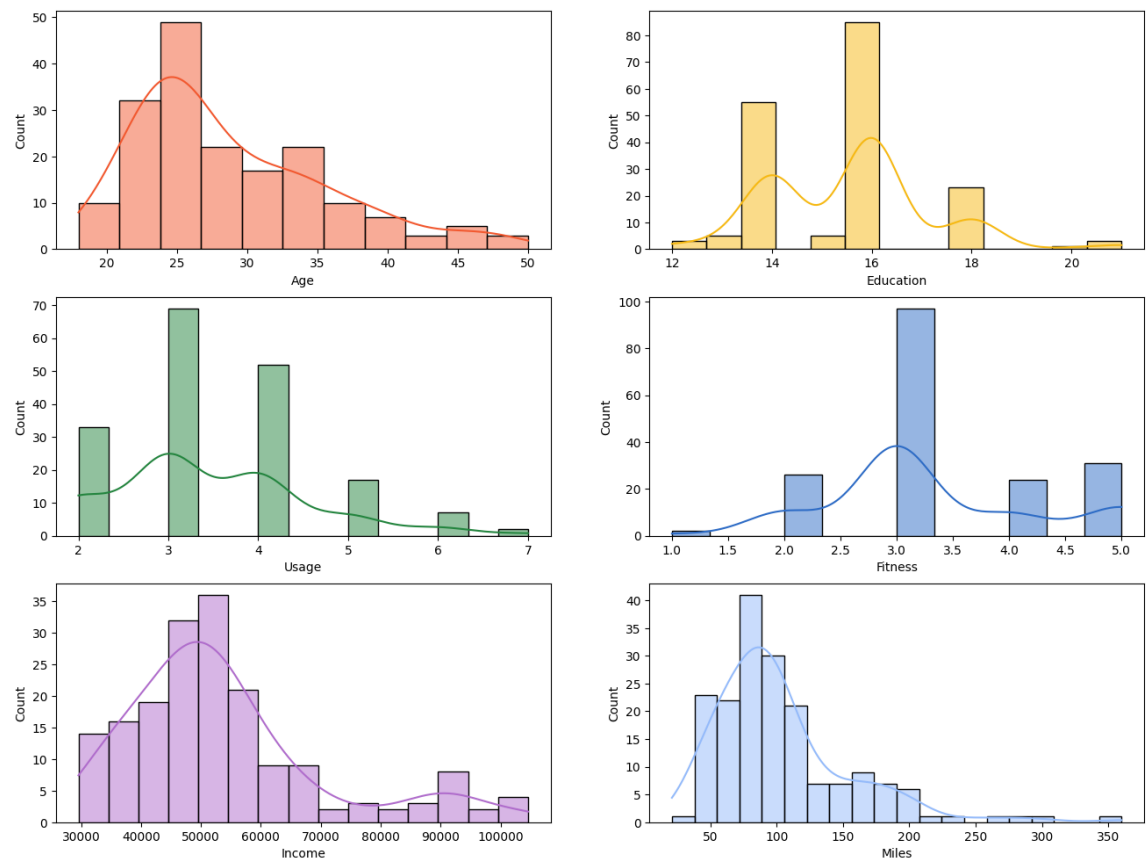 50
40
30
20
10
0
Count
20 25 30 35 40 45 50
Age
80
70
60
50
40
30
20
10
0
Count
12 14 16 18 20
Education
70
60
50
40
30
20
10
0
Count
2 3 4 5 6 7
Usage
100
80
60
40
20
0
Count
1.0 1.5 2.0 2.5 3.0 3.5 4.0 4.5 5.0
Fitness
35
30
25
20
15
10
5
0
Count
30000 40000 50000 60000 70000 80000 90000 100000
Income
40
35
30
25
20
15
10
5
0
Count
50 100 150 200 250 300 350
Miles